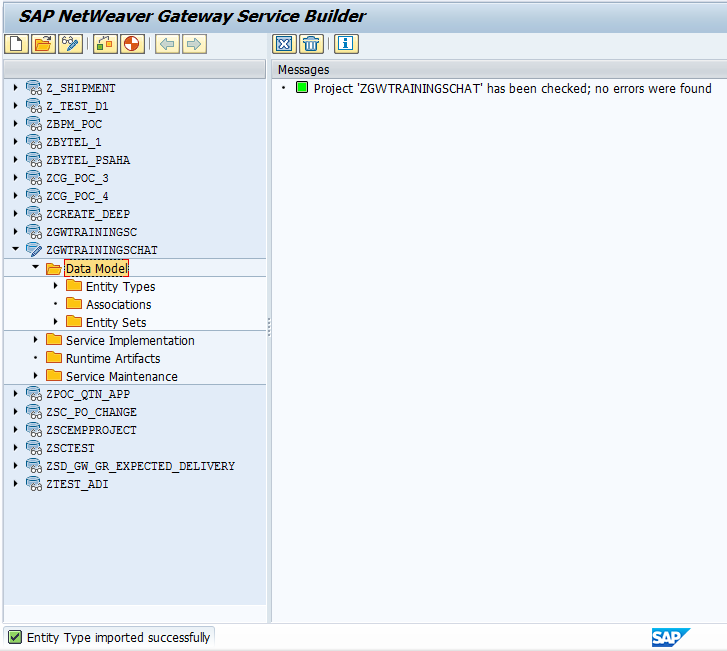 SAP NetWeaver Gateway Service Builder
Messages
Project 'ZGWTRAININGSCHAT' has been checked; no errors were found
Z_SHIPMENT
Z_TEST_D1
ZBPM_POC
ZBYTEL_1
ZBYTEL_PSAHA
ZCG_POC_3
ZCG_POC_4
ZCREATE_DEEP
ZGWTRAININGSC
ZGWTRAININGSCHAT
Data Model
Entity Types
Associations
Entity Sets
Service Implementation
Runtime Artifacts
Service Maintenance
ZPOC_QTN_APP
ZSC_PO_CHANGE
ZSCEMPPROJECT
ZSCTEST
ZSD_GW_GR_EXPECTED_DELIVERY
ZTEST_ADI
Entity Type imported successfully
SAP